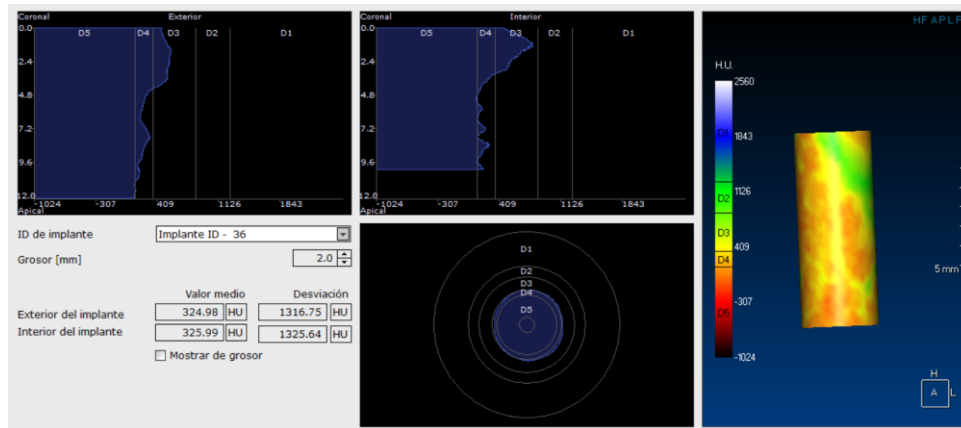 Coronal Exterior
0.0
D5 D4 D3 D2 D1
2.4
4.8
7.2
9.6
12.0
-1024 -307 409 1126 1843
Apical
Coronal Interior
0.0
D5 D4 D3 D2 D1
2.4
4.8
7.2
9.6
12.0
-1024 -307 409 1126 1843
Apical
ID de implante Implante ID - 36
Grosor [mm] 2.0
Valor medio Desviación
Exterior del implante 324.98 HU 1316.75 HU
Interior del implante 325.99 HU 1325.64 HU
Mostrar de grosor
D1
D2
D3
D4
D5
HFAPLR
H.U.
2560
D1 1843
1126
D2
D3
409
D4
-307
D5
-1024
5 mm
H
A L